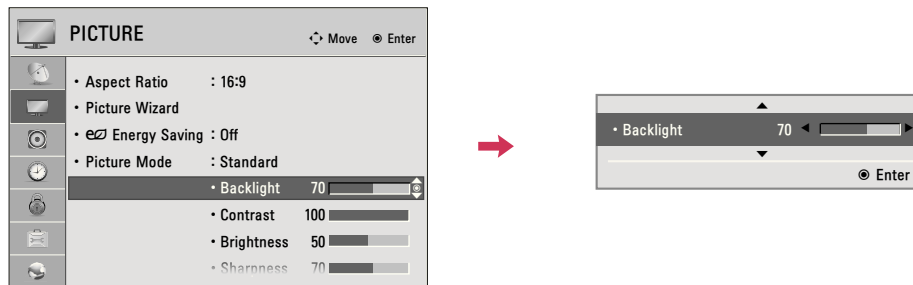 PICTURE Move Enter
• Aspect Ratio : 16:9
• Picture Wizard
• Energy Saving : Off
• Picture Mode : Standard
• Backlight 70
• Contrast 100
• Brightness 50
• Sharpness 70
• Backlight 70
Enter